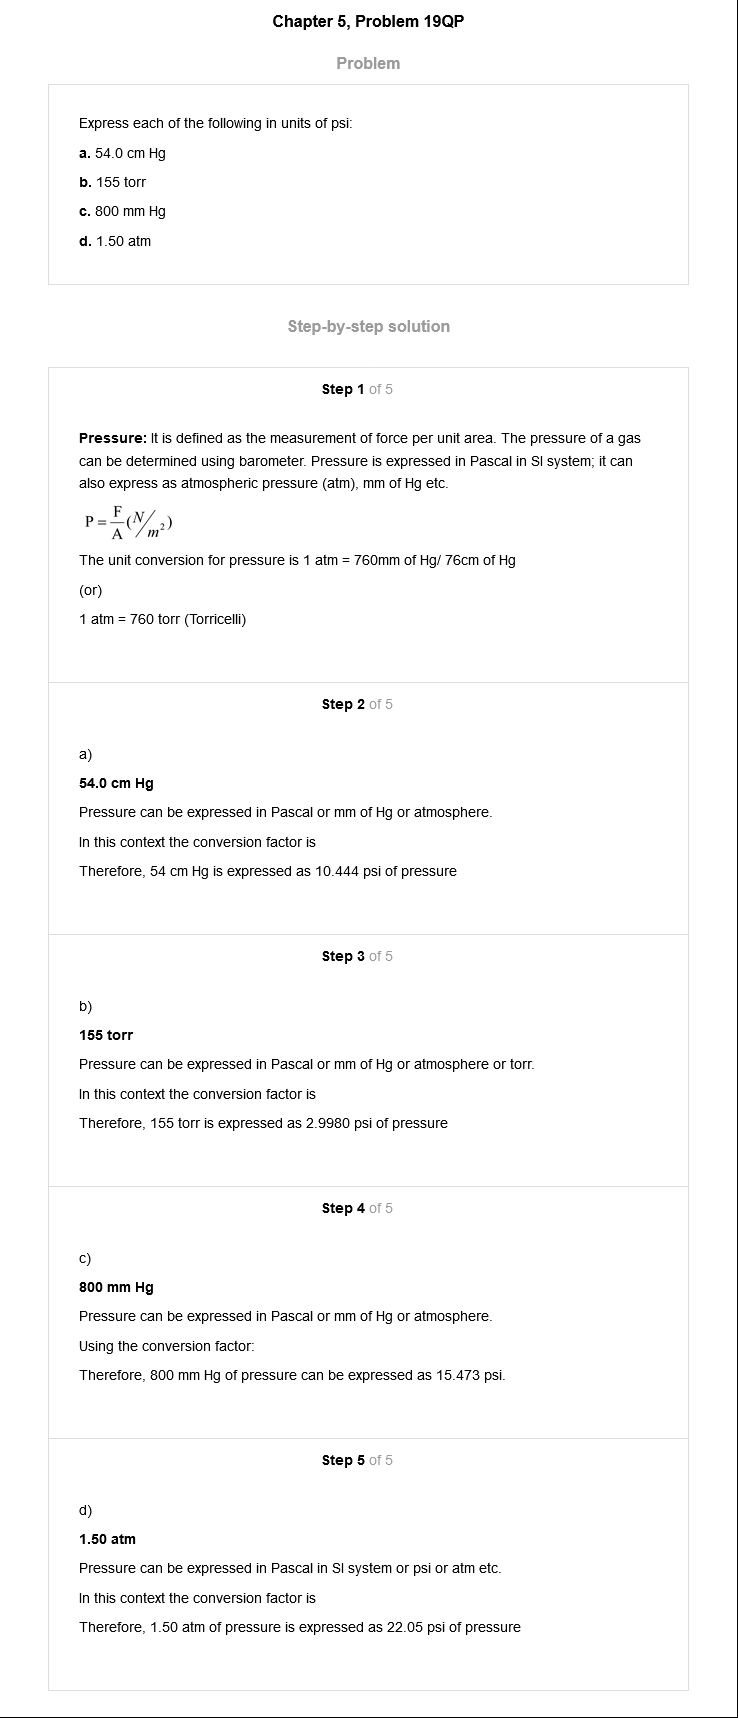 Chapter 5, Problem 19QP
Problem
Express each of the following in units of psi:
a. 54.0 cm Hg
b. 155 torr
c. 800 mm Hg
d. 1.50 atm
Step-by-step solution
Step 1 of 5
Pressure: It is defined as the measurement of force per unit area. The pressure of a gas
can be determined using barometer. Pressure is expressed in Pascal in SI system; it can
also express as atmospheric pressure (atm), mm of Hg etc.
P = F/A (N/m²)
The unit conversion for pressure is 1 atm = 760mm of Hg/ 76cm of Hg
(or)
1 atm = 760 torr (Torricelli)
Step 2 of 5
a)
54.0 cm Hg
Pressure can be expressed in Pascal or mm of Hg or atmosphere.
In this context the conversion factor is
Therefore, 54 cm Hg is expressed as 10.444 psi of pressure
Step 3 of 5
b)
155 torr
Pressure can be expressed in Pascal or mm of Hg or atmosphere or torr.
In this context the conversion factor is
Therefore, 155 torr is expressed as 2.9980 psi of pressure
Step 4 of 5
c)
800 mm Hg
Pressure can be expressed in Pascal or mm of Hg or atmosphere.
Using the conversion factor:
Therefore, 800 mm Hg of pressure can be expressed as 15.473 psi.
Step 5 of 5
d)
1.50 atm
Pressure can be expressed in Pascal in SI system or psi or atm etc.
In this context the conversion factor is
Therefore, 1.50 atm of pressure is expressed as 22.05 psi of pressure